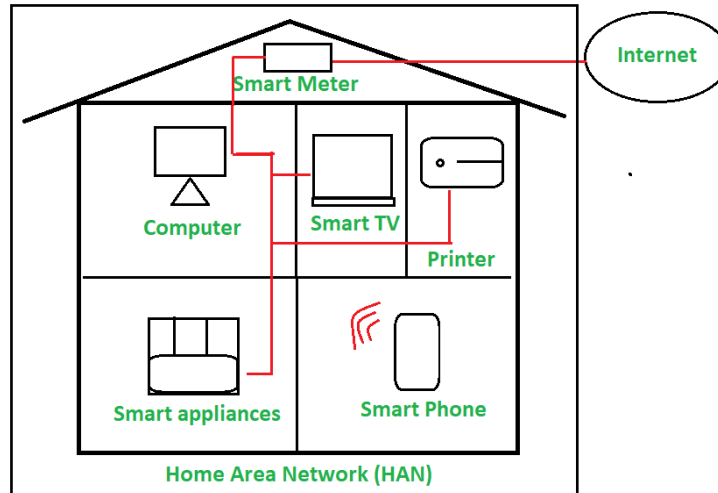 Internet
Smart Meter
Computer
Smart TV
Printer
Smart appliances
Smart Phone
Home Area Network (HAN)